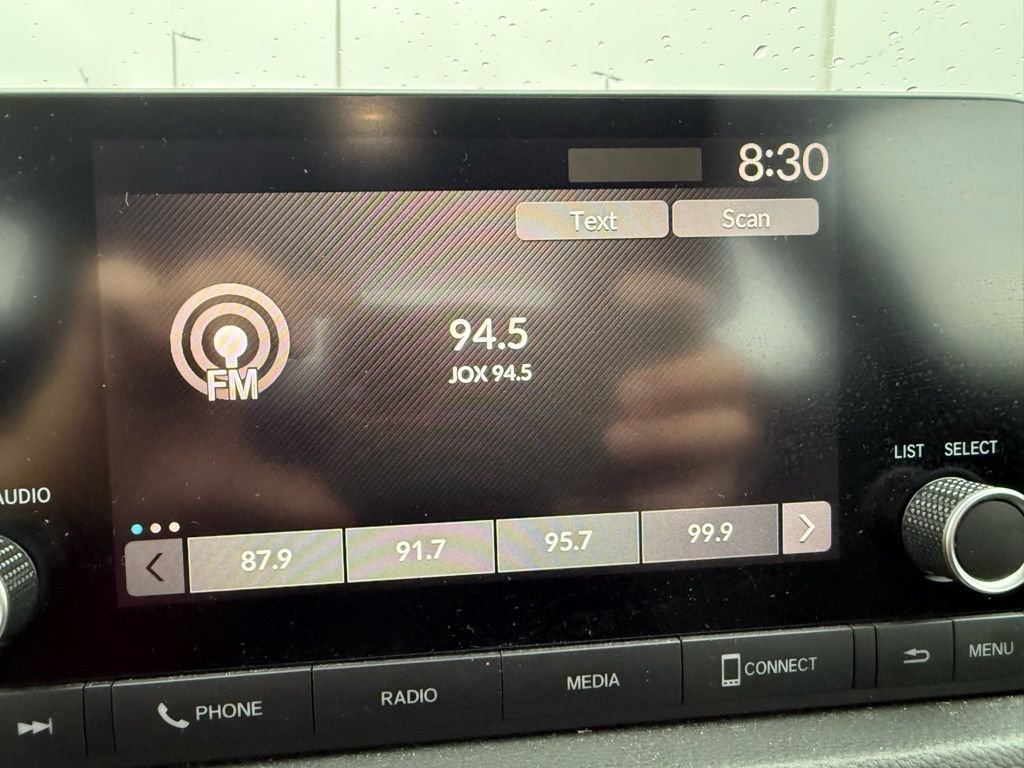 8:30
Text Scan
94.5
FM
JOX 94.5
LIST SELECT
AUDIO
87.9 91.7 95.7 99.9
PHONE RADIO MEDIA CONNECT MENU